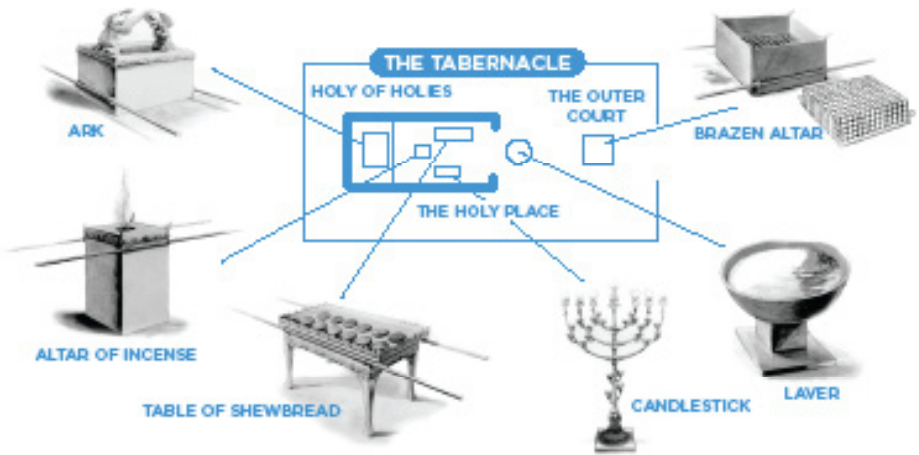 THE TABERNACLE
HOLY OF HOLIES
THE OUTER
COURT
ARK
BRAZEN ALTAR
THE HOLY PLACE
ALTAR OF INCENSE
TABLE OF SHEWBREAD
CANDLESTICK
LAVER